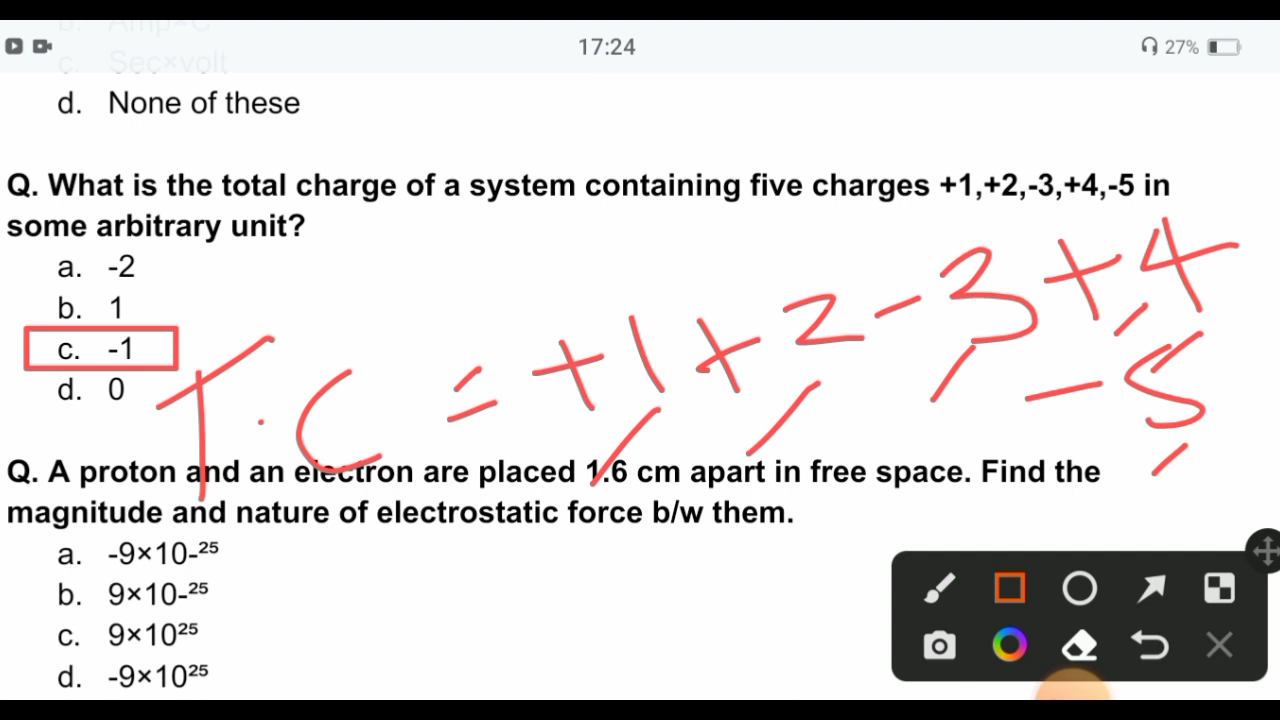 b. Amp×C
17:24
27%
c. Sec×volt
d. None of these
Q. What is the total charge of a system containing five charges +1,+2,-3,+4,-5 in
some arbitrary unit?
a. -2
b. 1
c. -1
d. 0
T.C = +1+2-3+4
-5
Q. A proton and an electron are placed 1.6 cm apart in free space. Find the
magnitude and nature of electrostatic force b/w them.
a. -9×10-²⁵
b. 9×10-²⁵
c. 9×10²⁵
d. -9×10²⁵